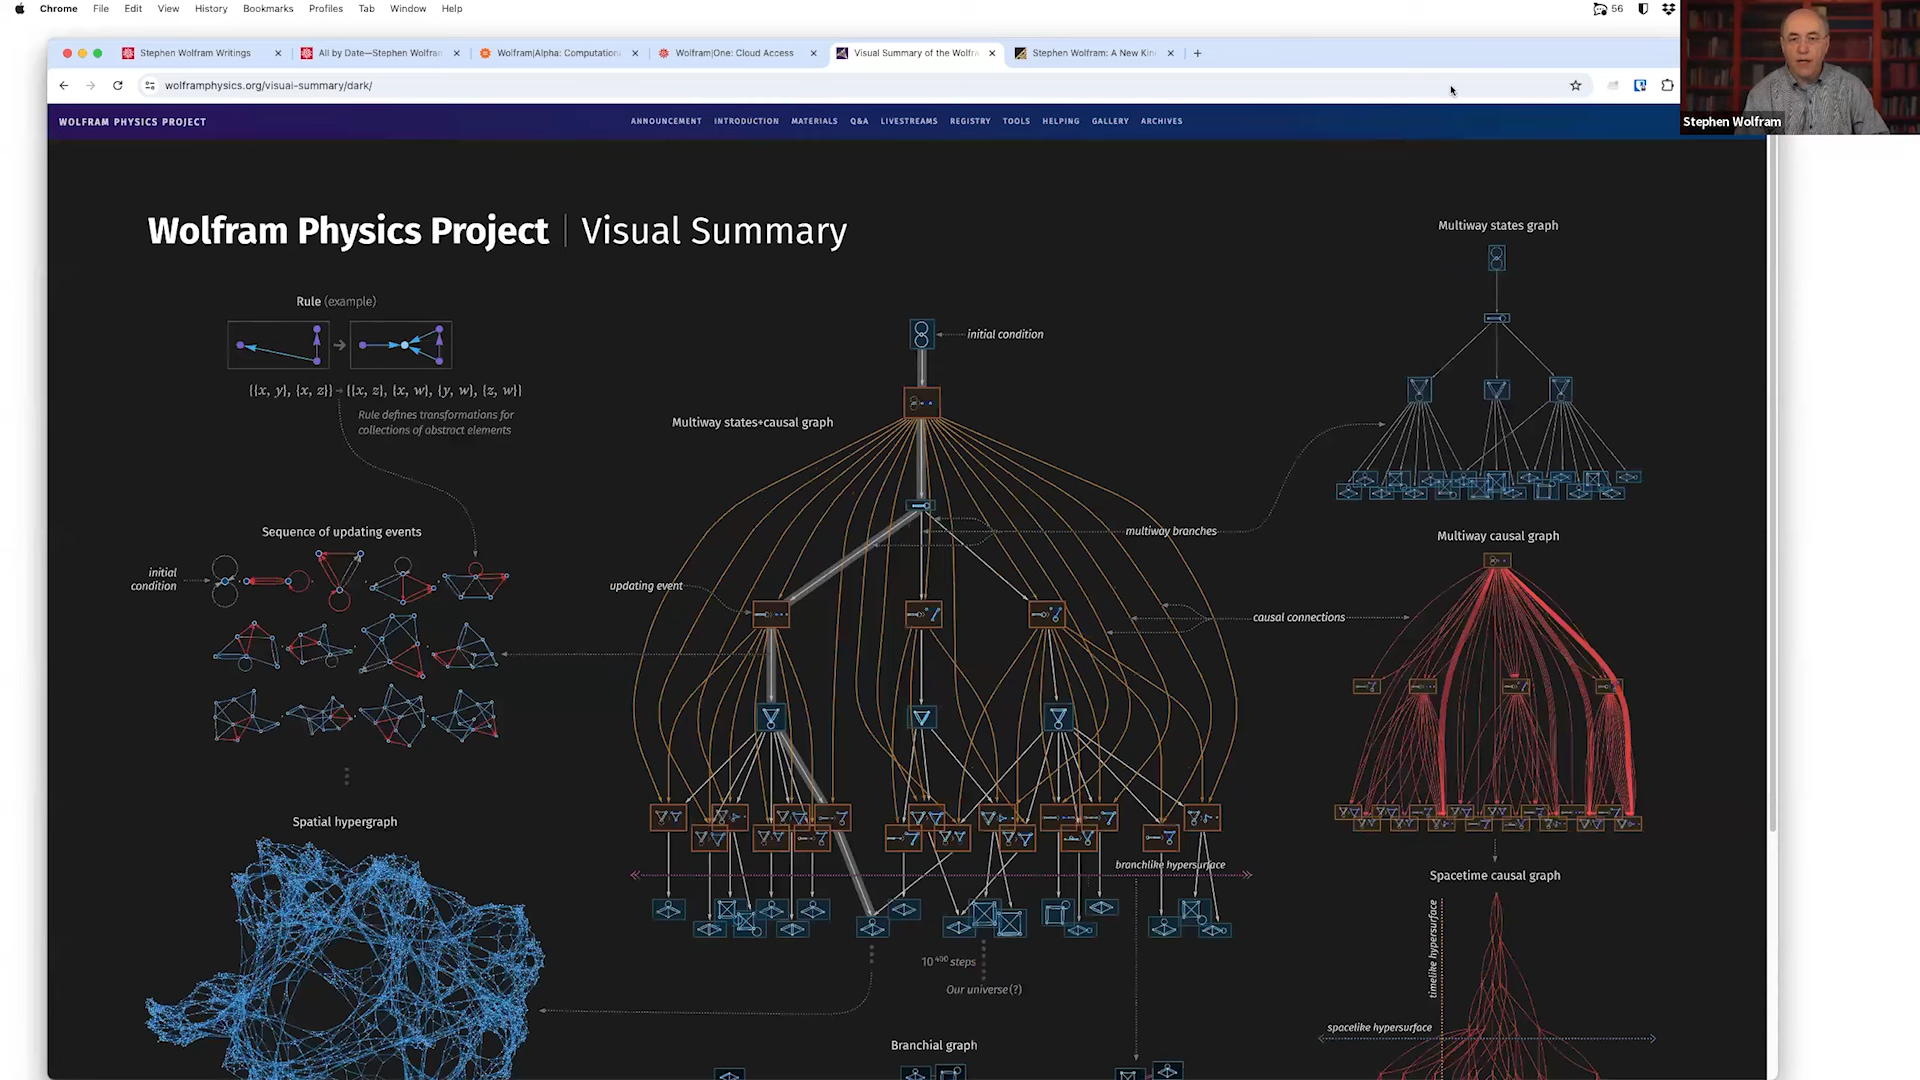 Chrome File Edit View History Bookmarks Profiles Tab Window Help
56
Stephen Wolfram Writings
All by Date—Stephen Wolfram
Wolfram|Alpha: Computation
Wolfram|One: Cloud Access
Visual Summary of the Wolfra
Stephen Wolfram: A New Kin
wolframphysics.org/visual-summary/dark/
Stephen Wolfram
WOLFRAM PHYSICS PROJECT
ANNOUNCEMENT INTRODUCTION MATERIALS Q&A LIVESTREAMS REGISTRY TOOLS HELPING GALLERY ARCHIVES
Wolfram Physics Project | Visual Summary
Rule (example)
{{x, y}, {x, z}} → {{x, z}, {x, w}, {y, w}, {z, w}}
Rule defines transformations for
collections of abstract elements
Sequence of updating events
initial
condition
Spatial hypergraph
initial condition
Multiway states+causal graph
multiway branches
updating event
causal connections
branchlike hypersurface
10^400 steps
Our universe(?)
Branchial graph
Multiway states graph
Multiway causal graph
Spacetime causal graph
timelike hypersurface
spacelike hypersurface